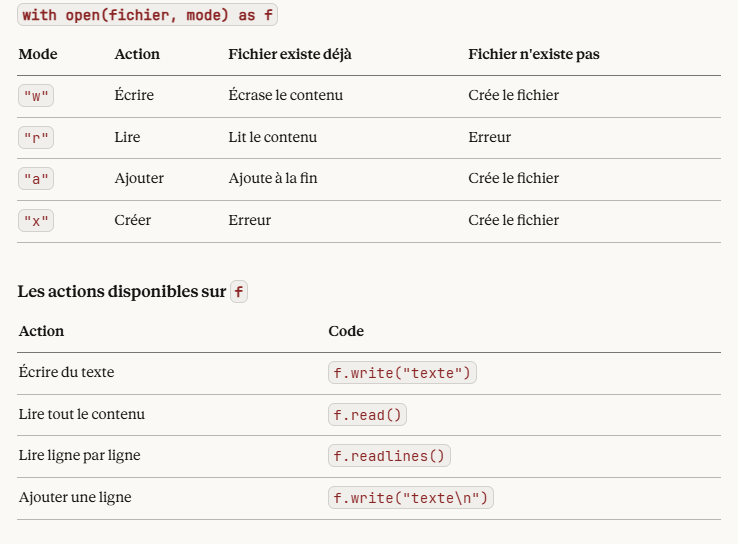 with open(fichier, mode) as f
Mode Action Fichier existe déjà Fichier n'existe pas
"w" Écrire Écrase le contenu Crée le fichier
"r" Lire Lit le contenu Erreur
"a" Ajouter Ajoute à la fin Crée le fichier
"x" Créer Erreur Crée le fichier
Les actions disponibles sur f
Action Code
Écrire du texte f.write("texte")
Lire tout le contenu f.read()
Lire ligne par ligne f.readlines()
Ajouter une ligne f.write("texte\n")